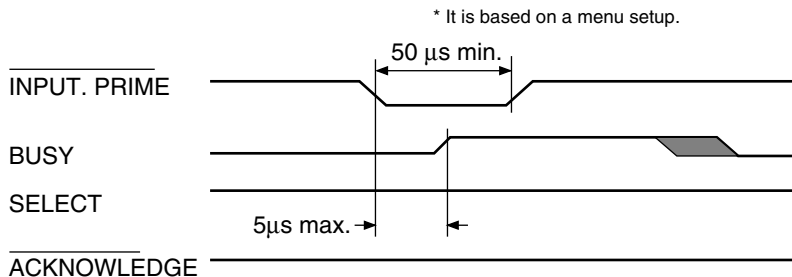 * It is based on a menu setup.
50 μs min.
INPUT. PRIME
BUSY
SELECT
5μs max.
ACKNOWLEDGE